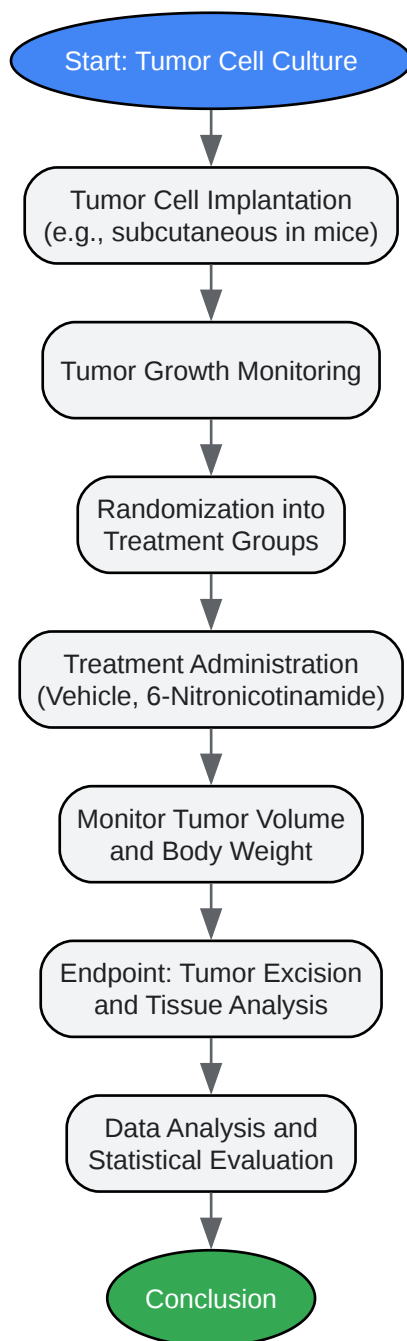 Start: Tumor Cell Culture
Tumor Cell Implantation
(e.g., subcutaneous in mice)
Tumor Growth Monitoring
Randomization into
Treatment Groups
Treatment Administration
(Vehicle, 6-Nitronicotinamide)
Monitor Tumor Volume
and Body Weight
Endpoint: Tumor Excision
and Tissue Analysis
Data Analysis and
Statistical Evaluation
Conclusion